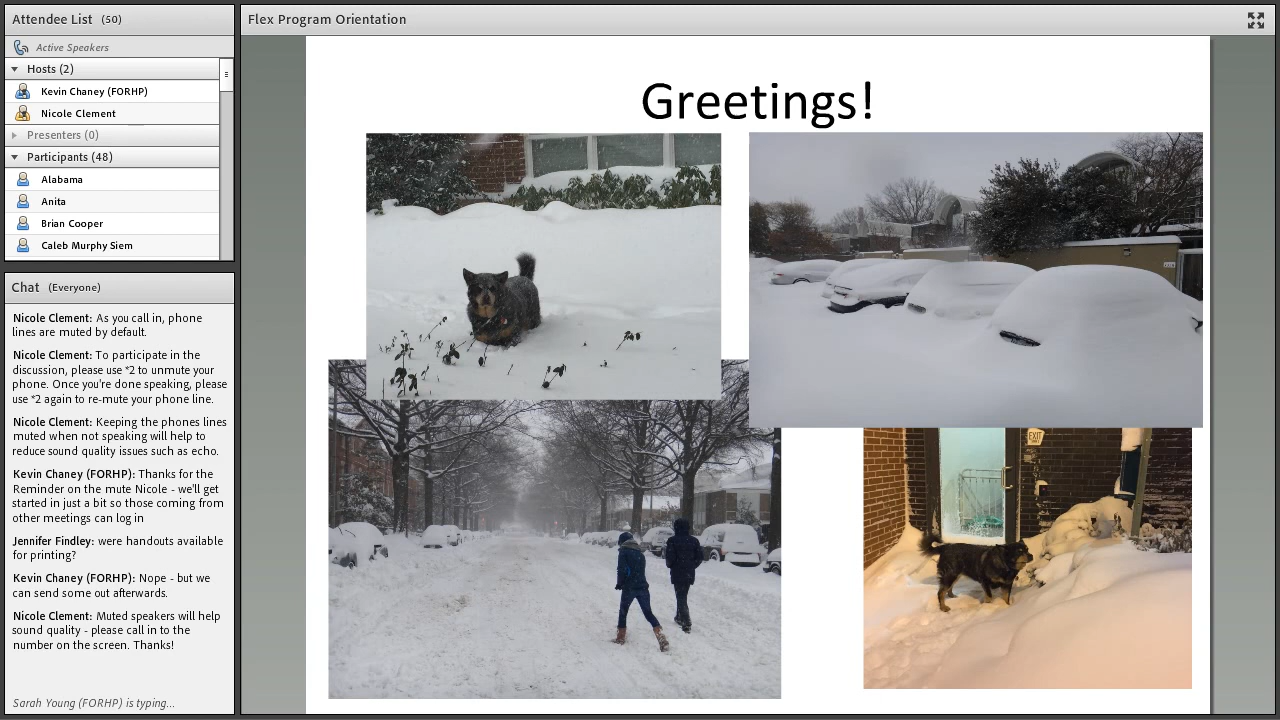 Attendee List (50)
Active Speakers
Hosts (2)
Kevin Chaney (FORHP)
Nicole Clement
Presenters (0)
Participants (48)
Alabama
Anita
Brian Cooper
Caleb Murphy Siem
Chat (Everyone)
Nicole Clement: As you call in, phone
lines are muted by default.
Nicole Clement: To participate in the
discussion, please use *2 to unmute your
phone. Once you're done speaking, please
use *2 again to re-mute your phone line.
Nicole Clement: Keeping the phones lines
muted when not speaking will help to
reduce sound quality issues such as echo.
Kevin Chaney (FORHP): Thanks for the
Reminder on the mute Nicole - we'll get
started in just a bit so those coming from
other meetings can log in
Jennifer Findley: were handouts available
for printing?
Kevin Chaney (FORHP): Nope - but we
can send some out afterwards.
Nicole Clement: Muted speakers will help
sound quality - please call in to the
number on the screen. Thanks!
Sarah Young (FORHP) is typing...
Flex Program Orientation
Greetings!
EXIT